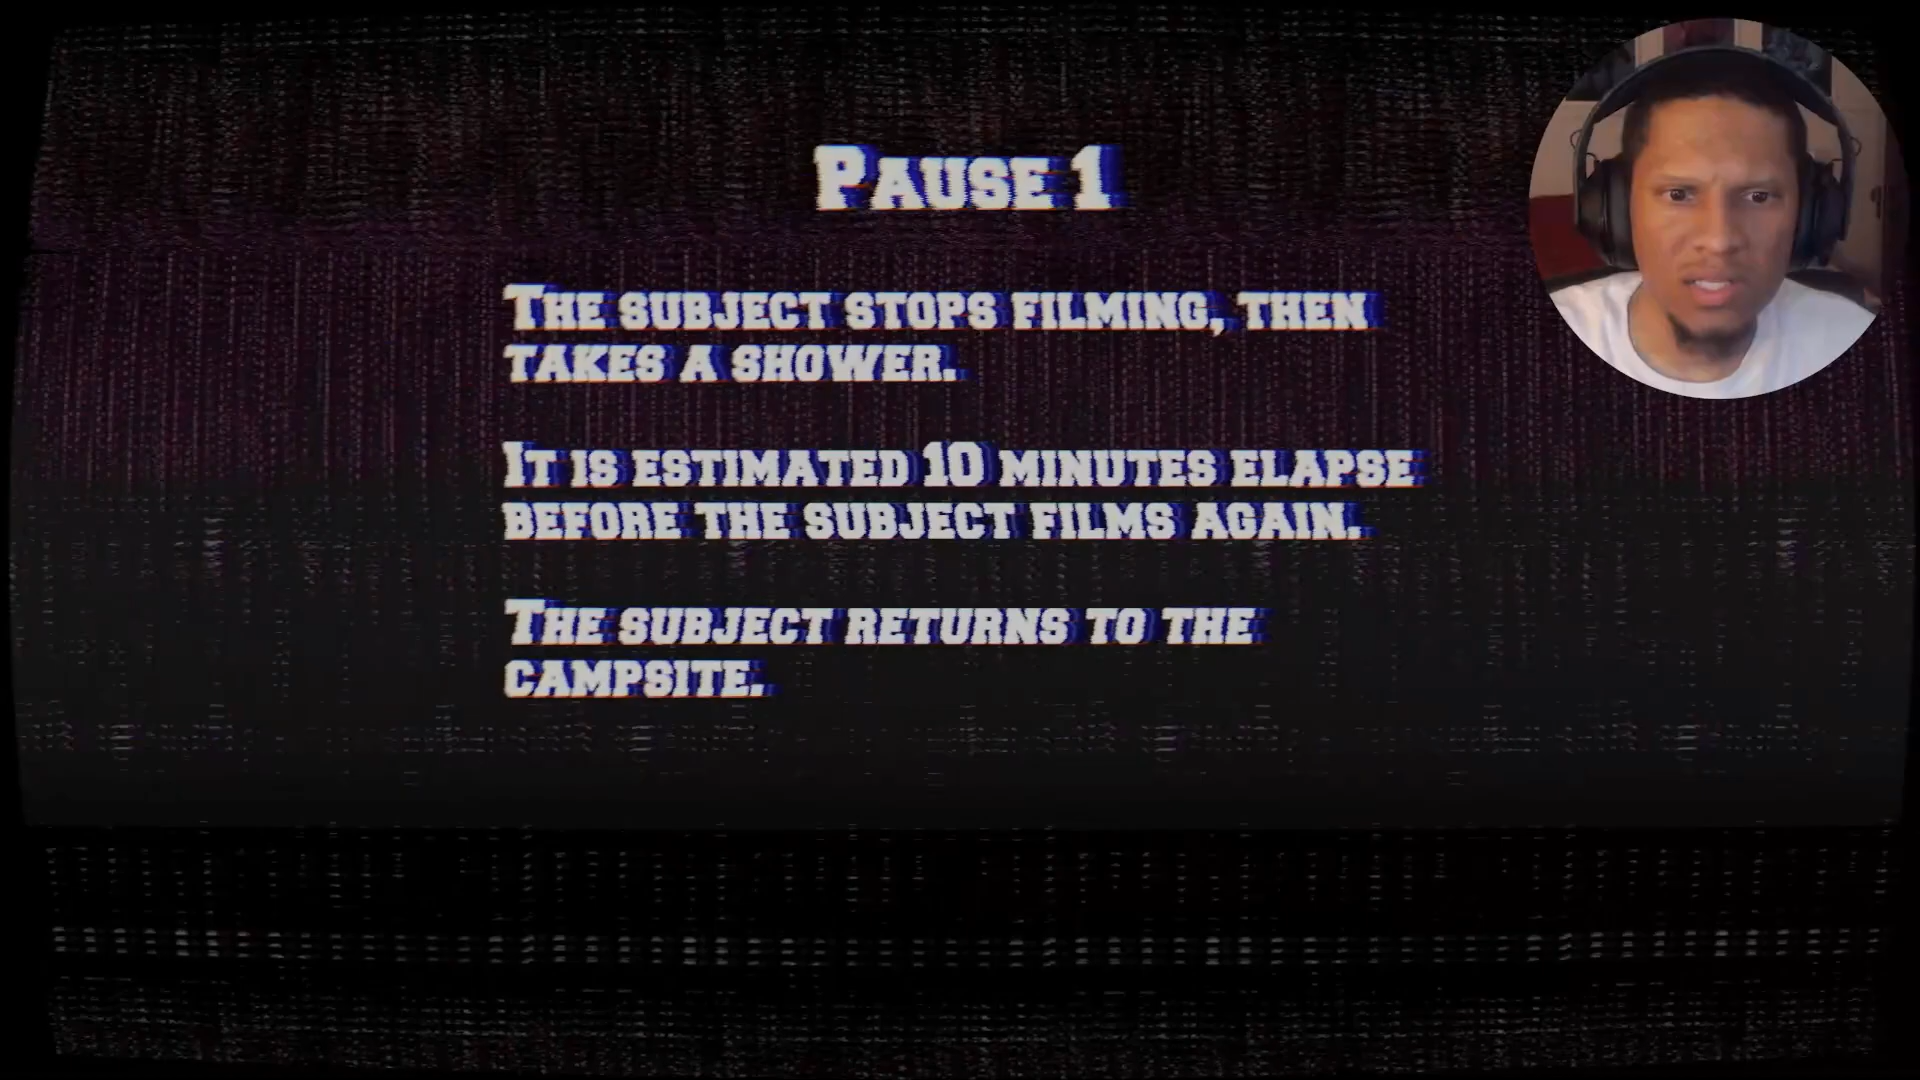 Pause 1
The subject stops filming, then
takes a shower.
It is estimated 10 minutes elapse
before the subject films again.
The subject returns to the
campsite.